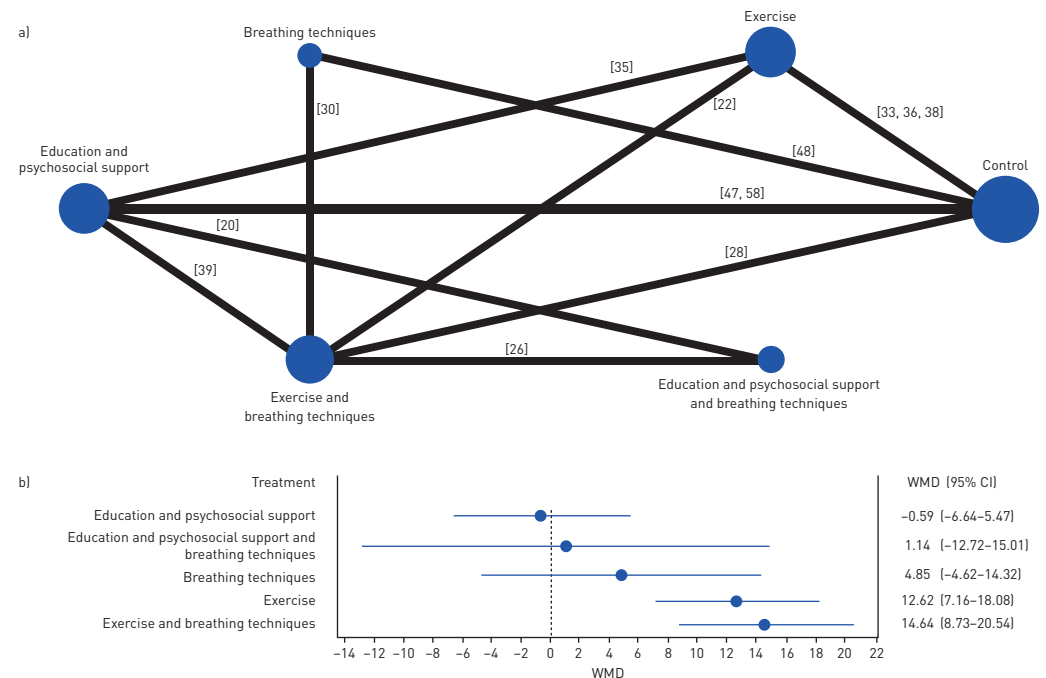 a)
Breathing techniques
Exercise
[35]
[22]
[30]
[33, 36, 38]
Education and
psychosocial support
[48]
Control
[47, 58]
[20]
[28]
[39]
[26]
Exercise and
breathing techniques
Education and psychosocial support
and breathing techniques
b)
Treatment
WMD (95% CI)
Education and psychosocial support
–0.59 (–6.64–5.47)
Education and psychosocial support and
breathing techniques
1.14 (–12.72–15.01)
Breathing techniques
4.85 (–4.62–14.32)
Exercise
12.62 (7.16–18.08)
Exercise and breathing techniques
14.64 (8.73–20.54)
–14 –12 –10 –8 –6 –4 –2 0 2 4 6 8 10 12 14 16 18 20 22
WMD